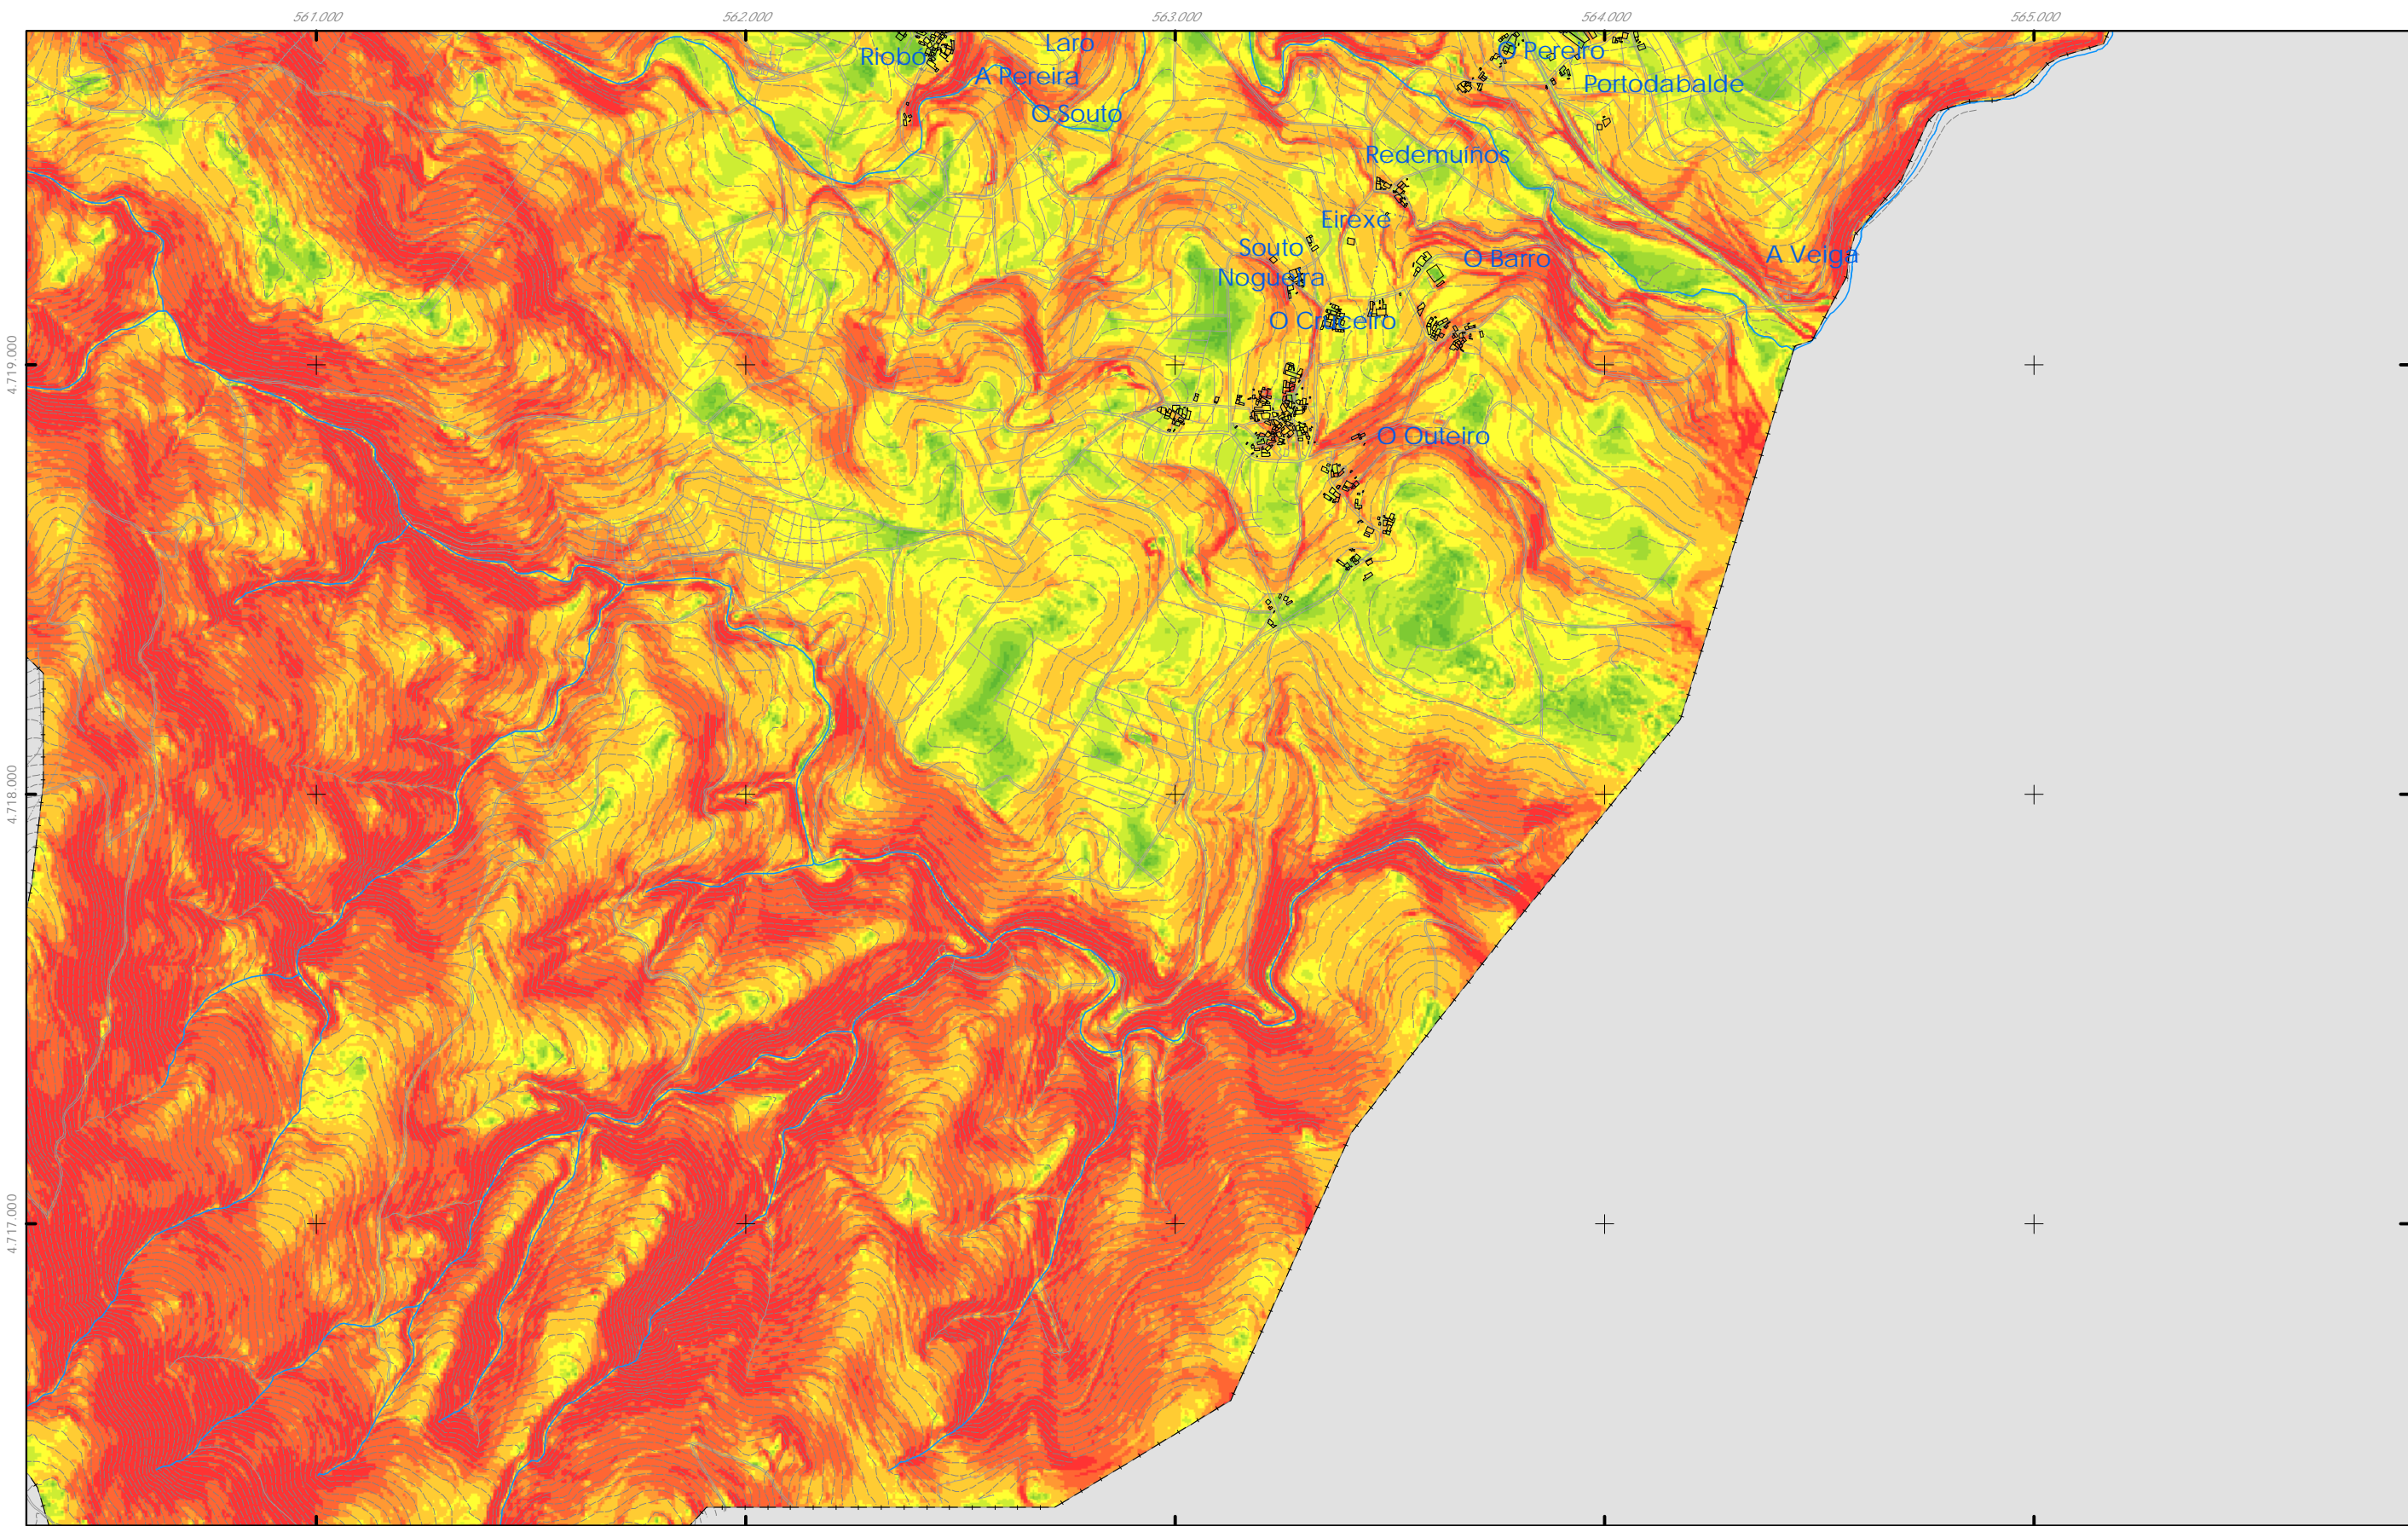 561.000 562.000 563.000 564.000 565.000
Laro
O Pereiro
Riobó
A Pereira
Portodabalde
O Souto
Redemuíños
Eirexe
Souto
A Veiga
O Barro
Nogueira
O Cruceiro
4.719.000
O Outeiro
4.718.000
4.717.000